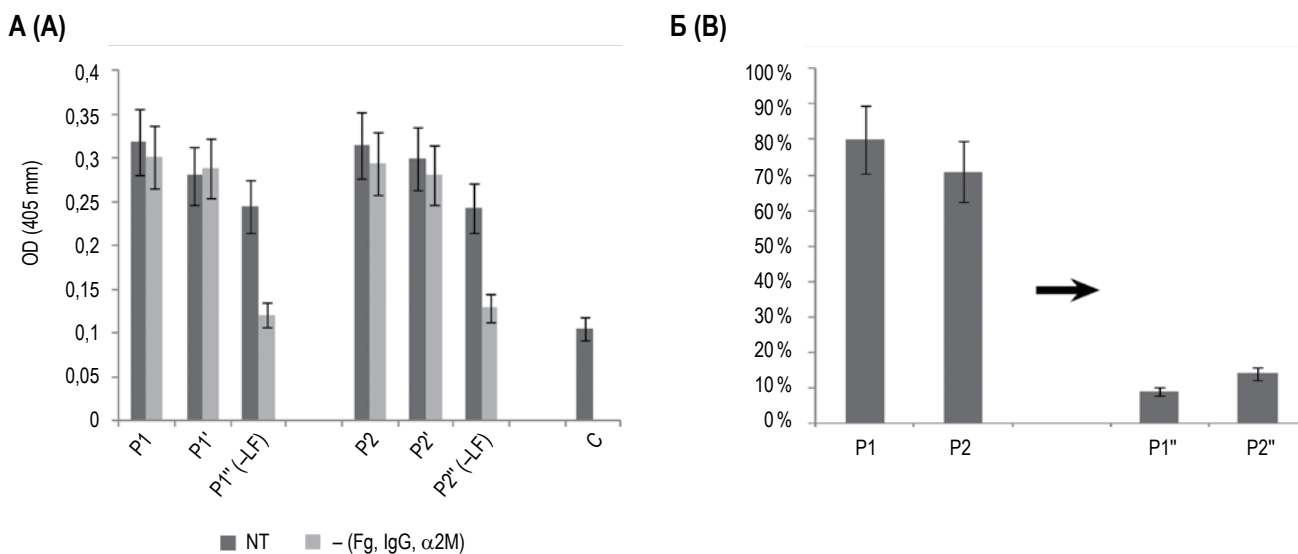 А (A)
0,4
0,35
0,3
0,25
0,2
0,15
0,1
0,05
0
OD (405 mm)
P1
P1'
P1" (–LF)
P2
P2'
P2" (–LF)
C
NT
– (Fg, IgG, α2M)
Б (B)
100 %
90 %
80 %
70 %
60 %
50 %
40 %
30 %
20 %
10 %
0 %
P1
P2
P1"
P2"